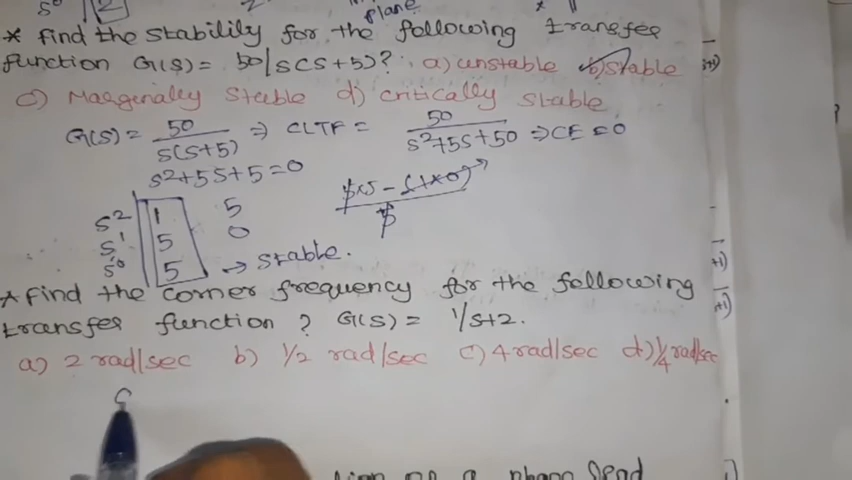 s⁰ 2
plane
* Find the stability for the following transfer
function G(s) = 50/s(s+5)? a) unstable b) stable
c) Marginally stable d) critically stable
G(s) = 50/s(s+5) ⇒ CLTF = 50/s²+5s+50 ⇒ CE = 0
s²+5s+5=0
s² 1 5
s¹ 5 0
s⁰ 5 → stable.
* Find the corner frequency for the following
transfer function? G(s) = 1/s+2.
a) 2 rad/sec b) 1/2 rad/sec c) 4 rad/sec d) 1/4 rad/sec